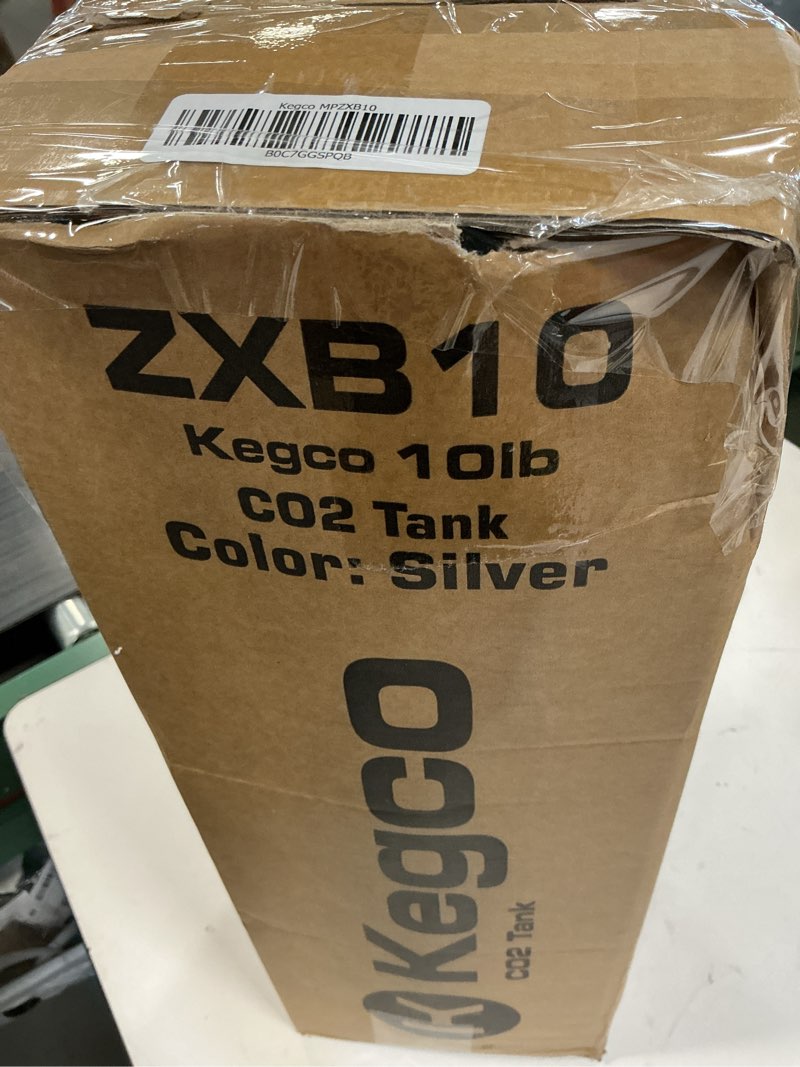 Kegco MPZXB10
B0C7GGSPQB
ZXB10
Kegco 10lb
CO2 Tank
Color: Silver
Kegco
CO2 Tank